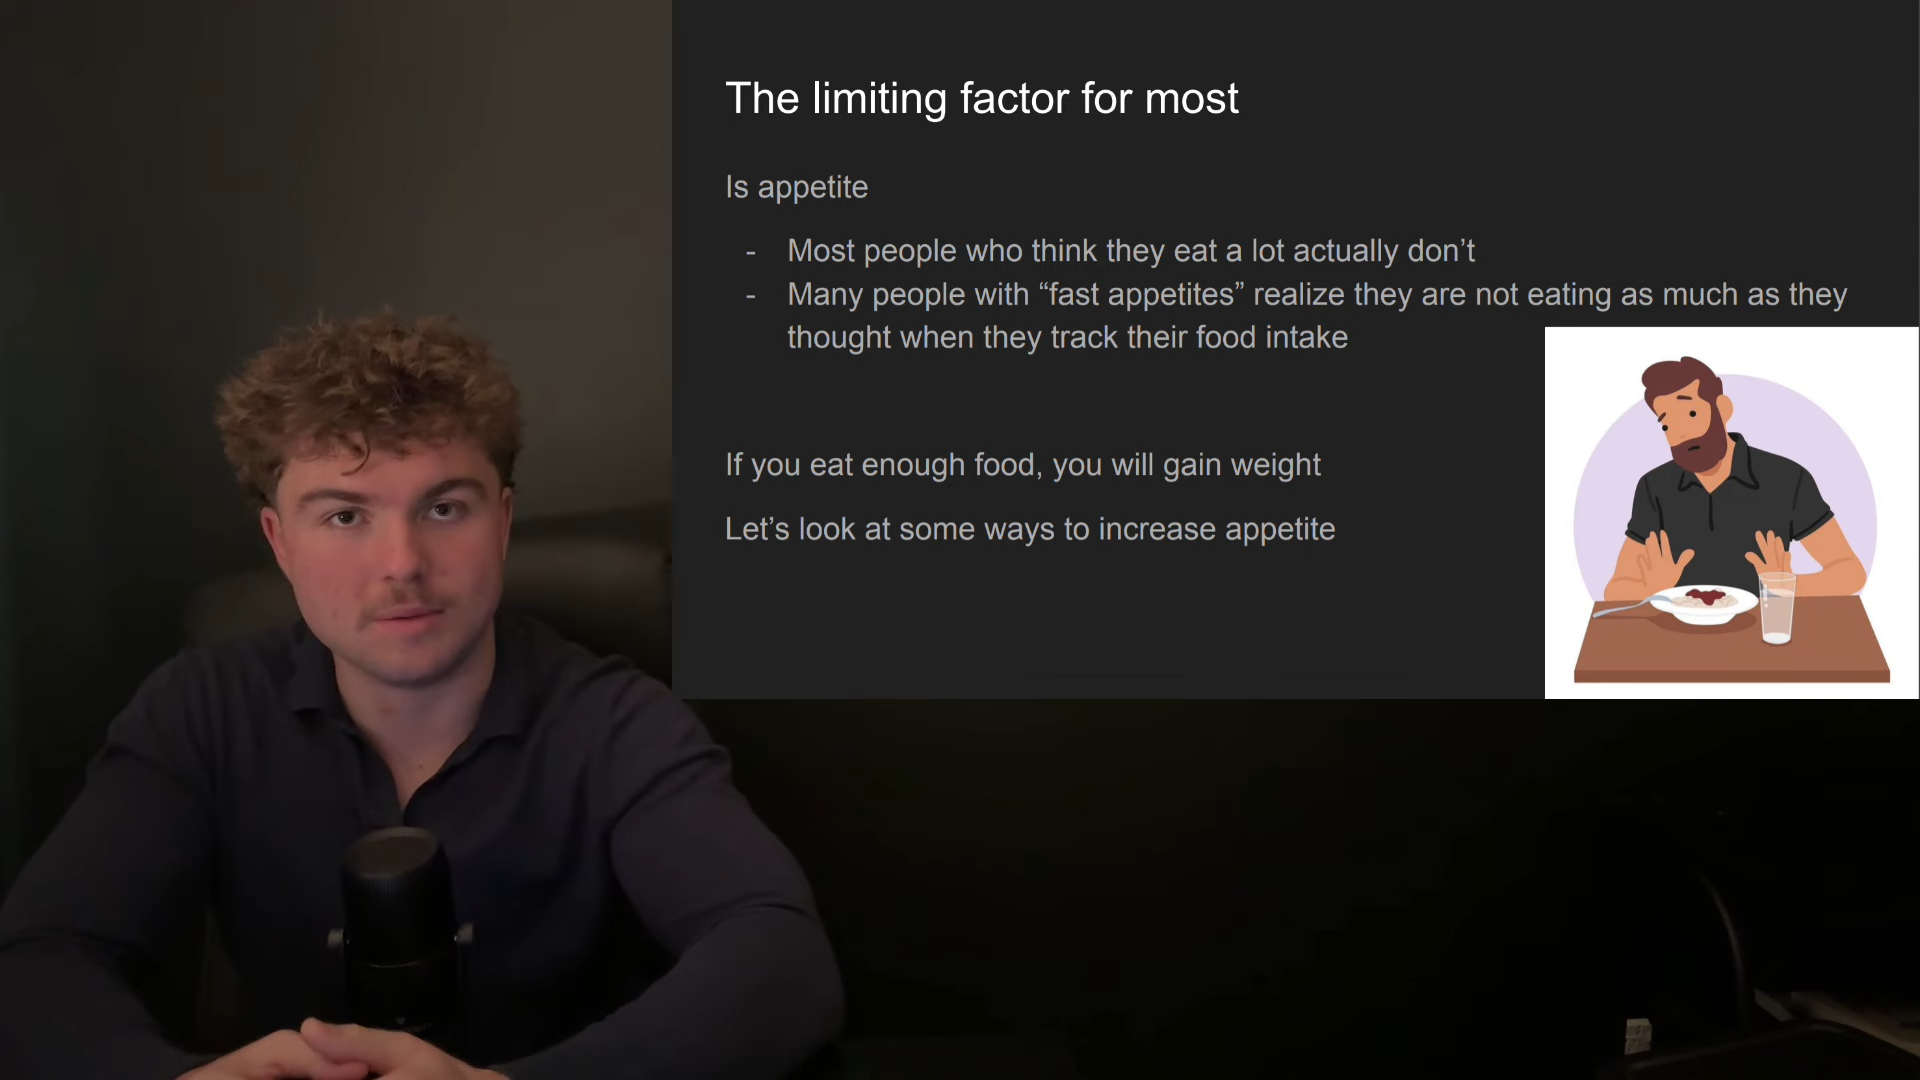 The limiting factor for most
Is appetite
- Most people who think they eat a lot actually don’t
- Many people with “fast appetites” realize they are not eating as much as they
thought when they track their food intake
If you eat enough food, you will gain weight
Let’s look at some ways to increase appetite